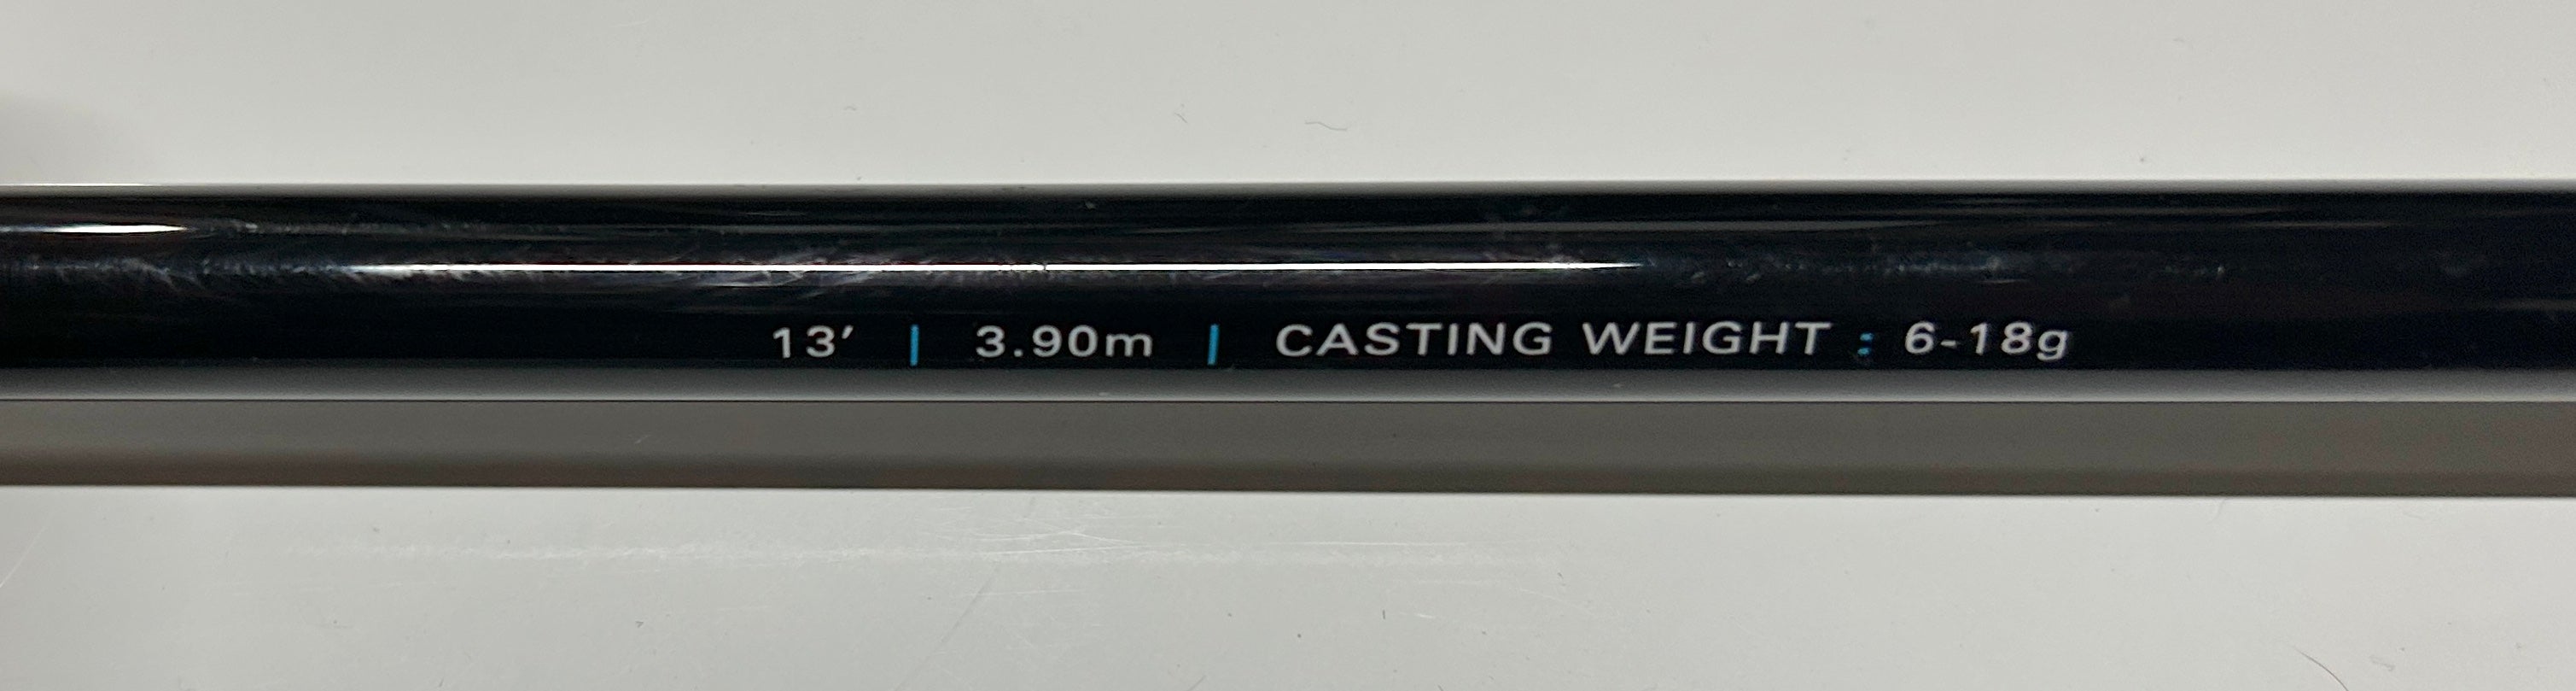 13′ | 3.90m | CASTING WEIGHT : 6-18g